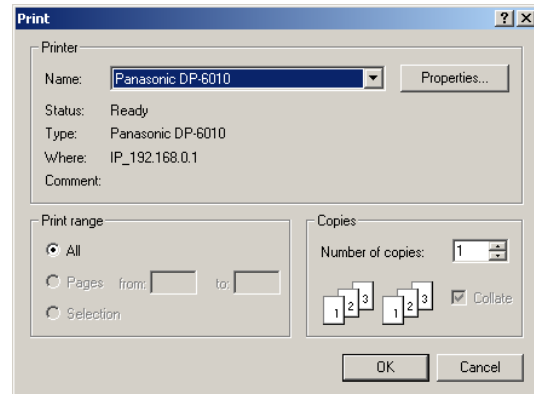 Print
Printer
Name: Panasonic DP-6010 Properties...
Status: Ready
Type: Panasonic DP-6010
Where: IP_192.168.0.1
Comment:
Print range
All
Pages from: to:
Selection
Copies
Number of copies: 1
1 2 3 1 2 3 Collate
OK Cancel